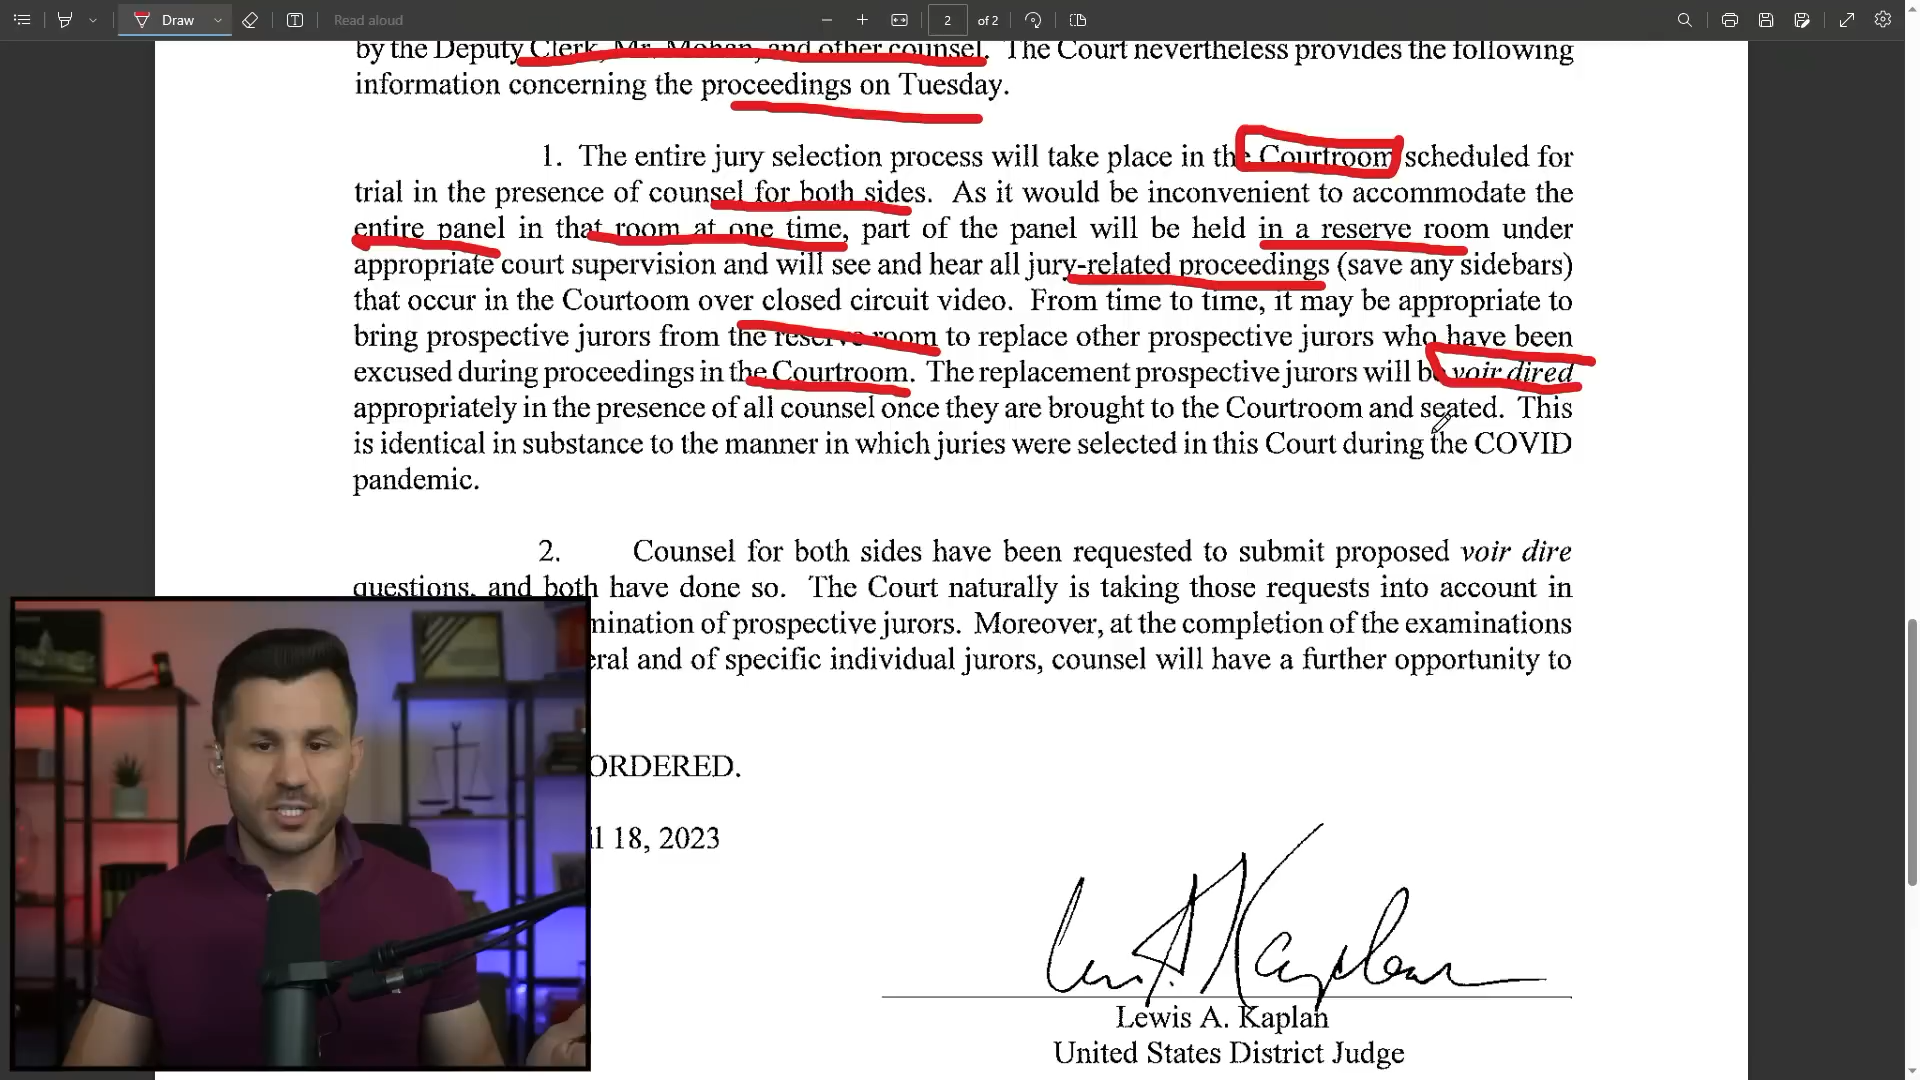 Draw
Read aloud
2 of 2
by the Deputy Clerk, Mr. Mohan, and other counsel. The Court nevertheless provides the following
information concerning the proceedings on Tuesday.
1. The entire jury selection process will take place in the Courtroom scheduled for
trial in the presence of counsel for both sides. As it would be inconvenient to accommodate the
entire panel in that room at one time, part of the panel will be held in a reserve room under
appropriate court supervision and will see and hear all jury-related proceedings (save any sidebars)
that occur in the Courtoom over closed circuit video. From time to time, it may be appropriate to
bring prospective jurors from the reserve room to replace other prospective jurors who have been
excused during proceedings in the Courtroom. The replacement prospective jurors will be voir dired
appropriately in the presence of all counsel once they are brought to the Courtroom and seated. This
is identical in substance to the manner in which juries were selected in this Court during the COVID
pandemic.
2. Counsel for both sides have been requested to submit proposed voir dire
questions, and both have done so. The Court naturally is taking those requests into account in
mination of prospective jurors. Moreover, at the completion of the examinations
eral and of specific individual jurors, counsel will have a further opportunity to
ORDERED.
il 18, 2023
Lewis A. Kaplan
Lewis A. Kaplan
United States District Judge